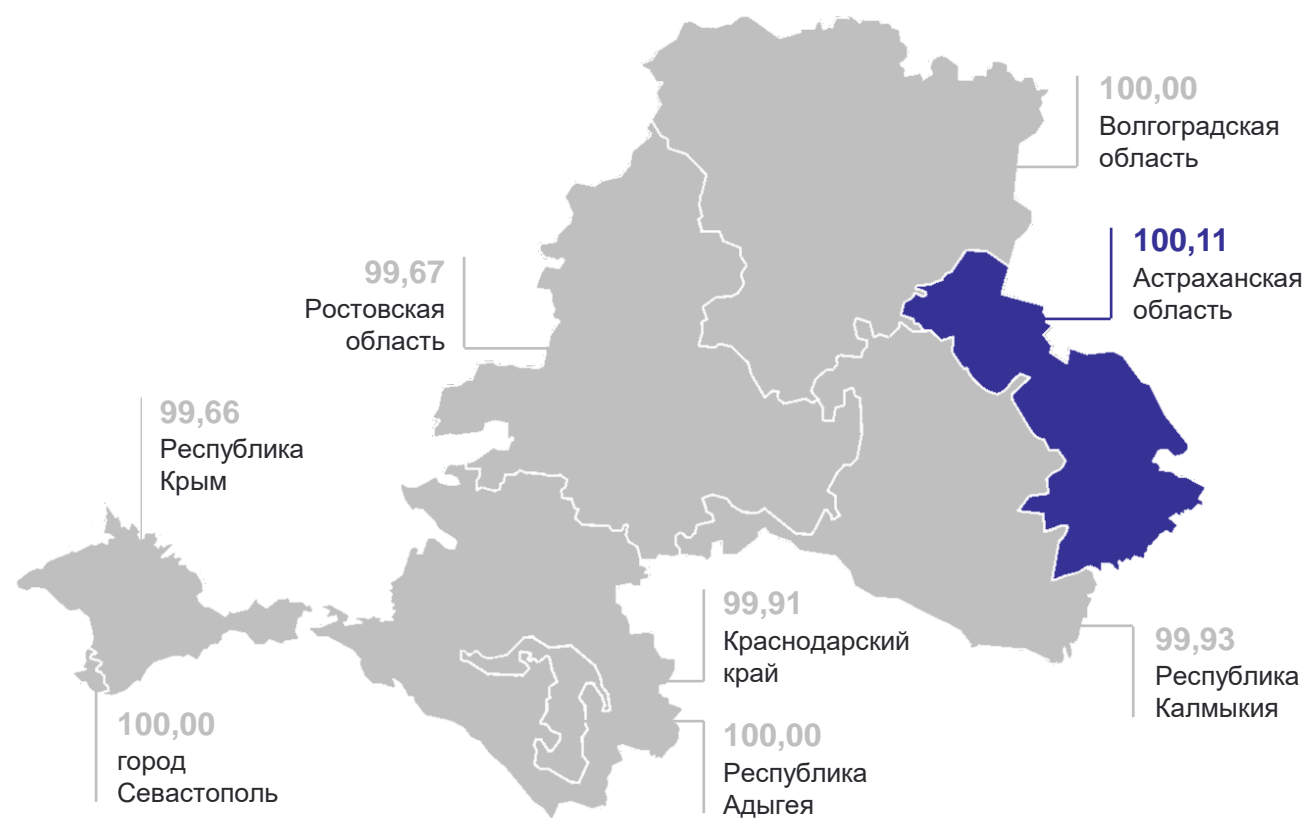 100,00
Волгоградская
область
100,11
Астраханская
область
99,67
Ростовская
область
99,66
Республика
Крым
99,91
Краснодарский
край
99,93
Республика
Калмыкия
100,00
город
Севастополь
100,00
Республика
Адыгея